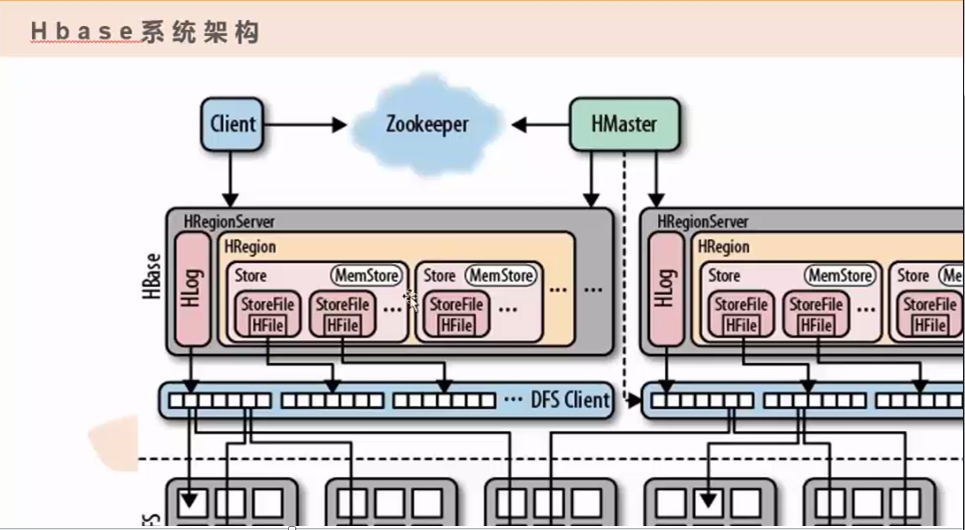 Hbase系统架构
Client
Zookeeper
HMaster
HBase
HRegionServer
HLog
HRegion
Store
MemStore
StoreFile
HFile
StoreFile
HFile
...
Store
MemStore
StoreFile
HFile
...
...
...
HRegionServer
HLog
HRegion
Store
MemStore
StoreFile
HFile
StoreFile
HFile
...
Store
Me
StoreFile
HFile
... DFS Client
FS